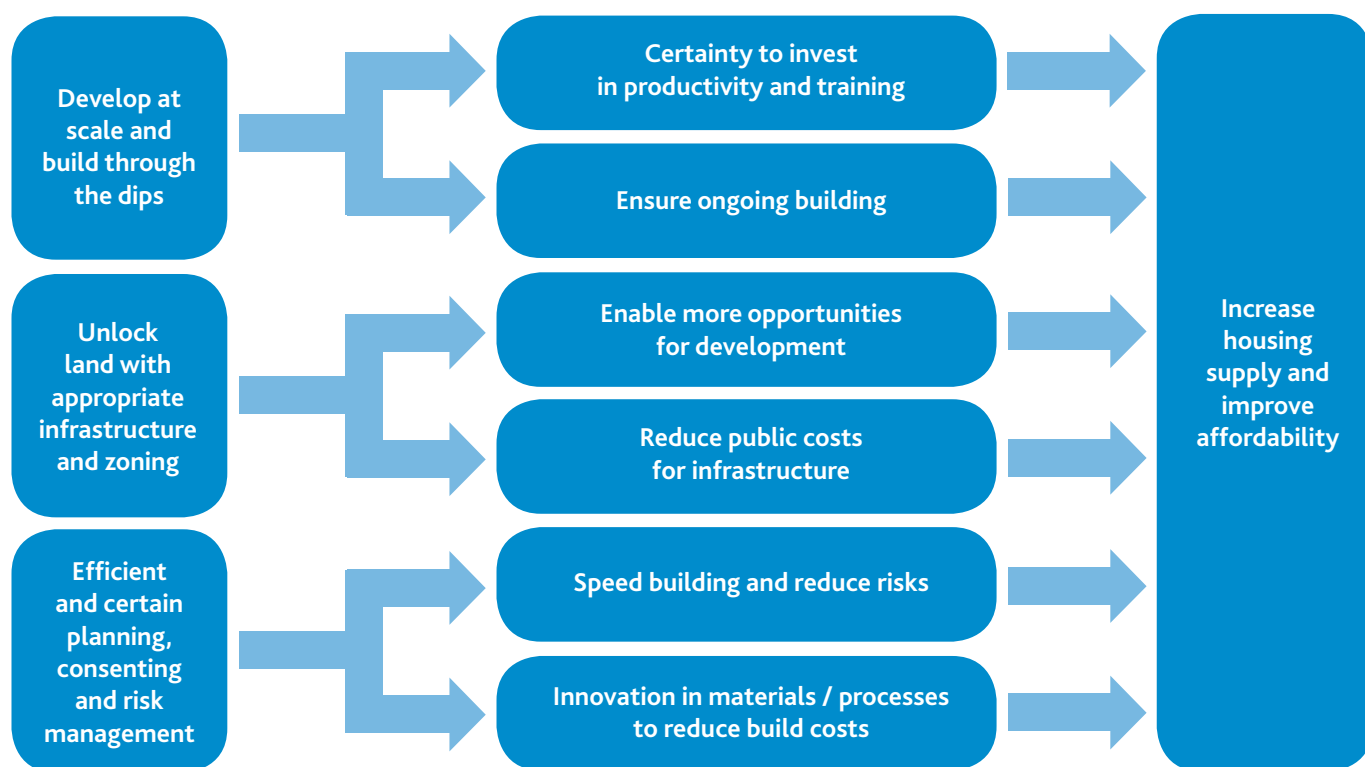 Develop at
scale and
build through
the dips
Certainty to invest
in productivity and training
Ensure ongoing building
Unlock
land with
appropriate
infrastructure
and zoning
Enable more opportunities
for development
Reduce public costs
for infrastructure
Efficient
and certain
planning,
consenting
and risk
management
Speed building and reduce risks
Innovation in materials / processes
to reduce build costs
Increase
housing
supply and
improve
affordability